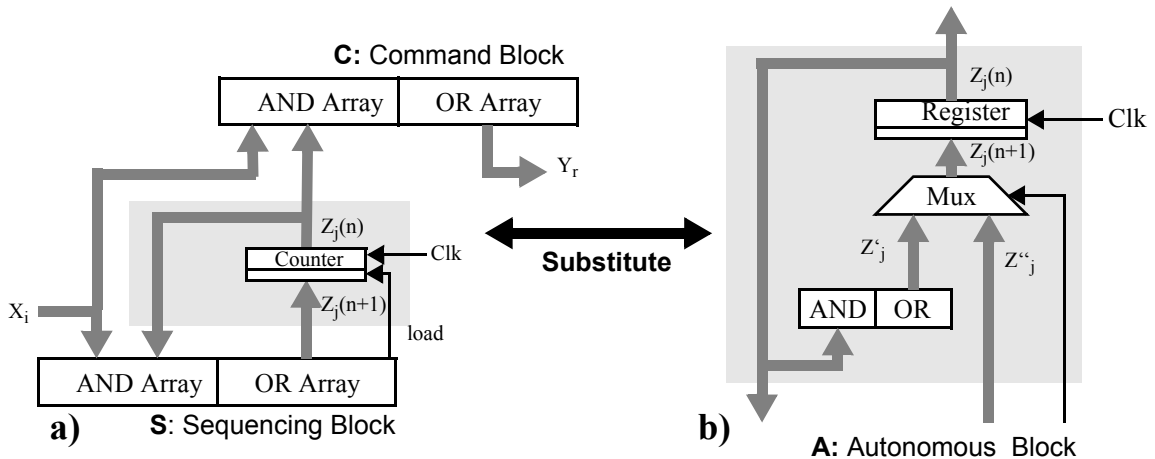 C: Command Block
AND Array
OR Array
Y_r
Z_j(n)
Counter
Clk
Z_j(n+1)
X_i
load
AND Array
OR Array
S: Sequencing Block
a)
Substitute
Z_j(n)
Register
Clk
Z_j(n+1)
Mux
Z‘_j
Z“_j
AND
OR
b)
A: Autonomous Block